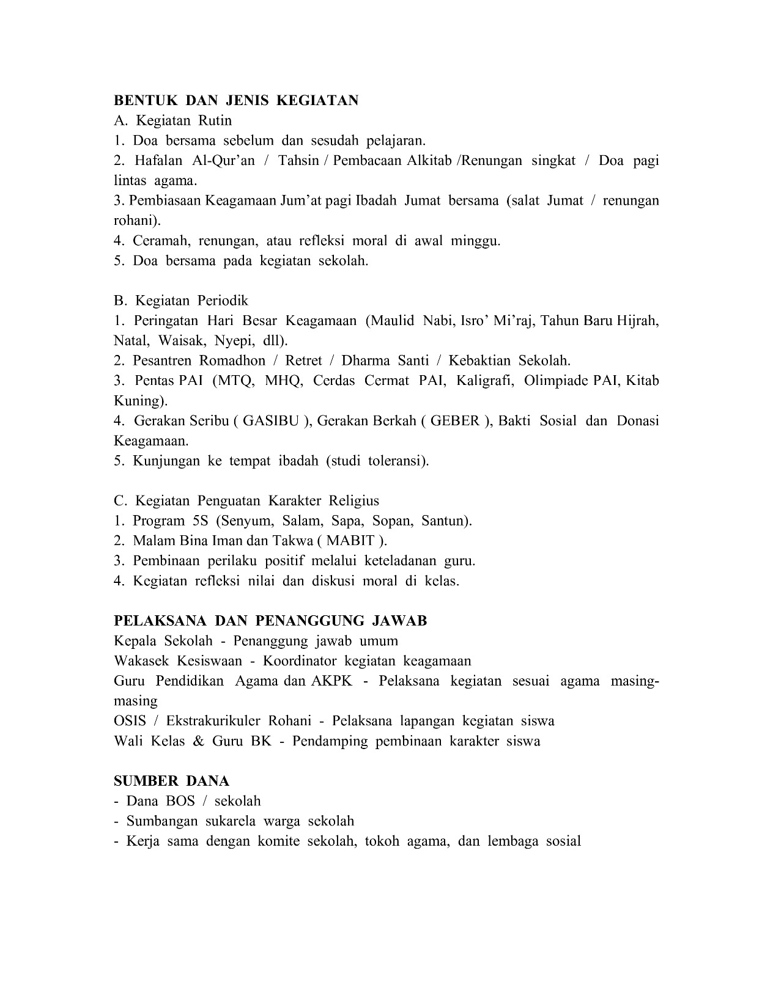 BENTUK DAN JENIS KEGIATAN
A. Kegiatan Rutin
1. Doa bersama sebelum dan sesudah pelajaran.
2. Hafalan Al-Qur’an / Tahsin / Pembacaan Alkitab /Renungan singkat / Doa pagi
lintas agama.
3. Pembiasaan Keagamaan Jum’at pagi Ibadah Jumat bersama (salat Jumat / renungan
rohani).
4. Ceramah, renungan, atau refleksi moral di awal minggu.
5. Doa bersama pada kegiatan sekolah.
B. Kegiatan Periodik
1. Peringatan Hari Besar Keagamaan (Maulid Nabi, Isro’ Mi’raj, Tahun Baru Hijrah,
Natal, Waisak, Nyepi, dll).
2. Pesantren Romadhon / Retret / Dharma Santi / Kebaktian Sekolah.
3. Pentas PAI (MTQ, MHQ, Cerdas Cermat PAI, Kaligrafi, Olimpiade PAI, Kitab
Kuning).
4. Gerakan Seribu ( GASIBU ), Gerakan Berkah ( GEBER ), Bakti Sosial dan Donasi
Keagamaan.
5. Kunjungan ke tempat ibadah (studi toleransi).
C. Kegiatan Penguatan Karakter Religius
1. Program 5S (Senyum, Salam, Sapa, Sopan, Santun).
2. Malam Bina Iman dan Takwa ( MABIT ).
3. Pembinaan perilaku positif melalui keteladanan guru.
4. Kegiatan refleksi nilai dan diskusi moral di kelas.
PELAKSANA DAN PENANGGUNG JAWAB
Kepala Sekolah - Penanggung jawab umum
Wakasek Kesiswaan - Koordinator kegiatan keagamaan
Guru Pendidikan Agama dan AKPK - Pelaksana kegiatan sesuai agama masing-
masing
OSIS / Ekstrakurikuler Rohani - Pelaksana lapangan kegiatan siswa
Wali Kelas & Guru BK - Pendamping pembinaan karakter siswa
SUMBER DANA
- Dana BOS / sekolah
- Sumbangan sukarela warga sekolah
- Kerja sama dengan komite sekolah, tokoh agama, dan lembaga sosial